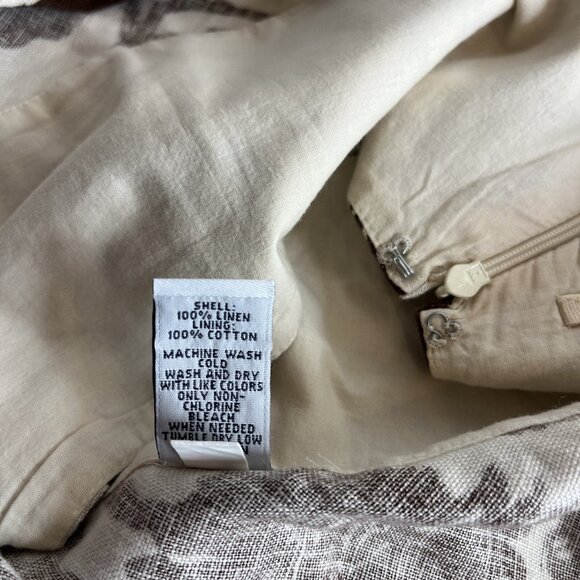 SHELL:
100% LINEN
LINING:
100% COTTON
MACHINE WASH
COLD
WASH AND DRY
WITH LIKE COLORS
ONLY NON-
CHLORINE
BLEACH
WHEN NEEDED
TUMBLE DRY LOW